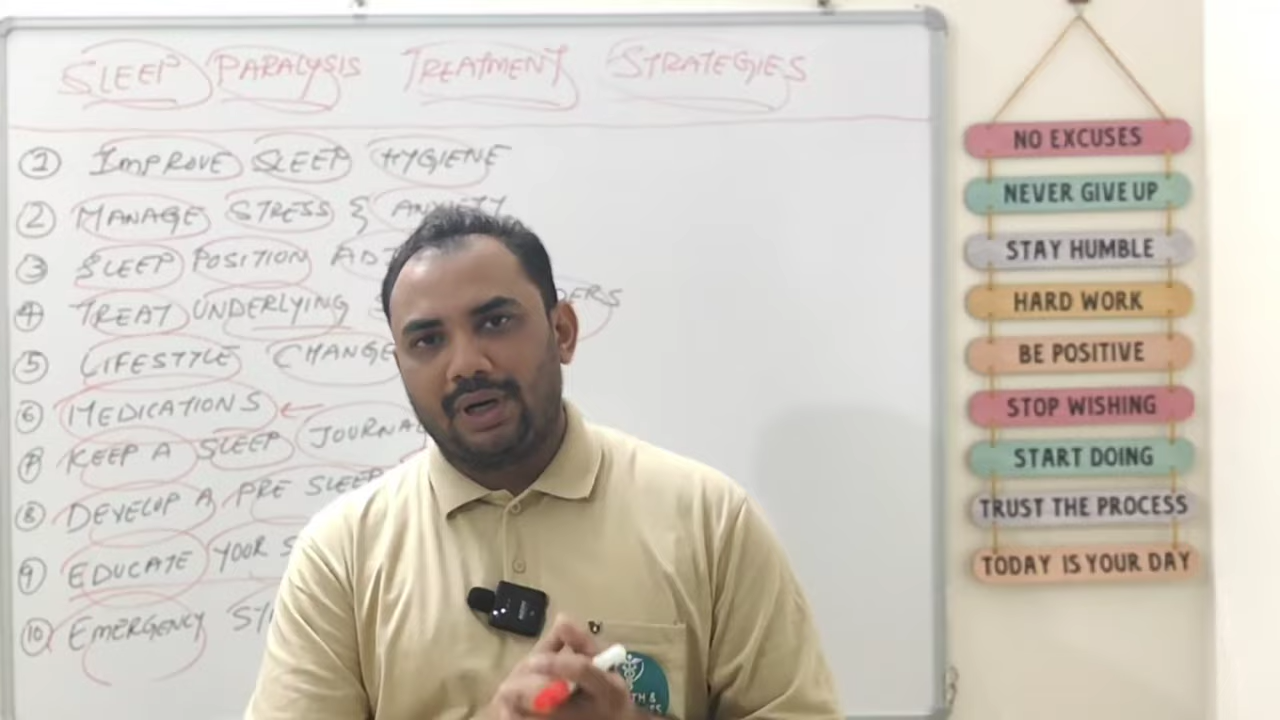 SLEEP PARALYSIS TREATMENT STRATEGIES
① IMPROVE SLEEP HYGIENE
② MANAGE STRESS & ANXIETY
③ SLEEP POSITION
④ TREAT UNDERLYING
⑤ LIFESTYLE CHANGE
⑥ MEDICATIONS ←
KEEP A SLEEP JOURNAL
⑧ DEVELOP A PRE SLEEP
⑨ EDUCATE YOUR
⑩ EMERGENCY
NO EXCUSES
NEVER GIVE UP
STAY HUMBLE
HARD WORK
BE POSITIVE
STOP WISHING
START DOING
TRUST THE PROCESS
TODAY IS YOUR DAY